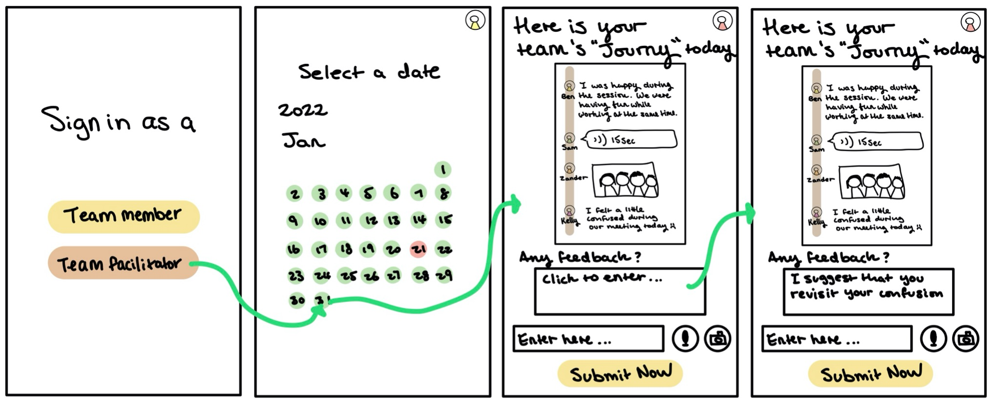 Sign in as a
Team member
Team facilitator
Select a date
2022
Jan
1
2 3 4 5 6 7 8
9 10 11 12 13 14 15
16 17 18 19 20 21 22
23 24 25 26 27 28 29
30 31
Here is your
team's "Journy" today
Ben
I was happy during
the session. We were
having fun while
working at the same time.
Sam
15 sec
Zander
Kelly
I felt a little
confused during
our meeting today :(
Any feedback?
Click to enter...
Enter here...
Submit Now
Here is your
team's "Journy" today
Ben
I was happy during
the session. We were
having fun while
working at the same time.
Sam
15 sec
Zander
Kelly
I felt a little
confused during
our meeting today :(
Any feedback?
I suggest that you
revisit your confusion
Enter here...
Submit Now